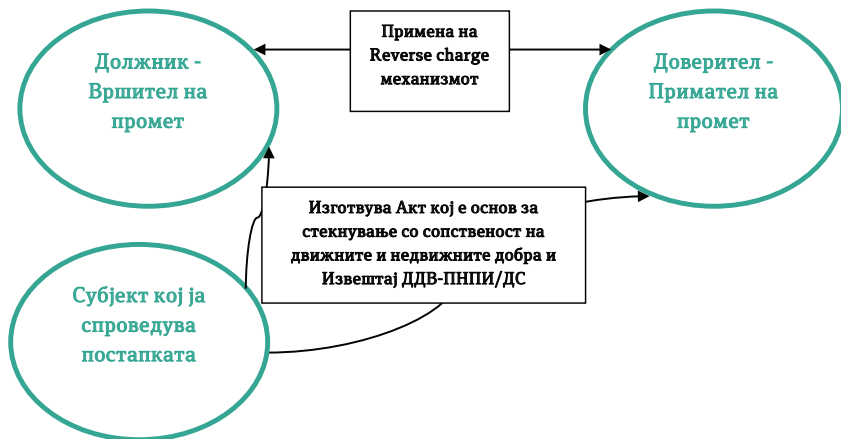 Должник -
Вршител на
промет
Примена на
Reverse charge
механизмот
Доверител -
Примател на
промет
Изготвува Акт кој е основ за
стекнување со сопственост на
движните и недвижните добра и
Извештај ДДВ-ПНПИ/ДС
Субјект кој ја
спроведува
постапката